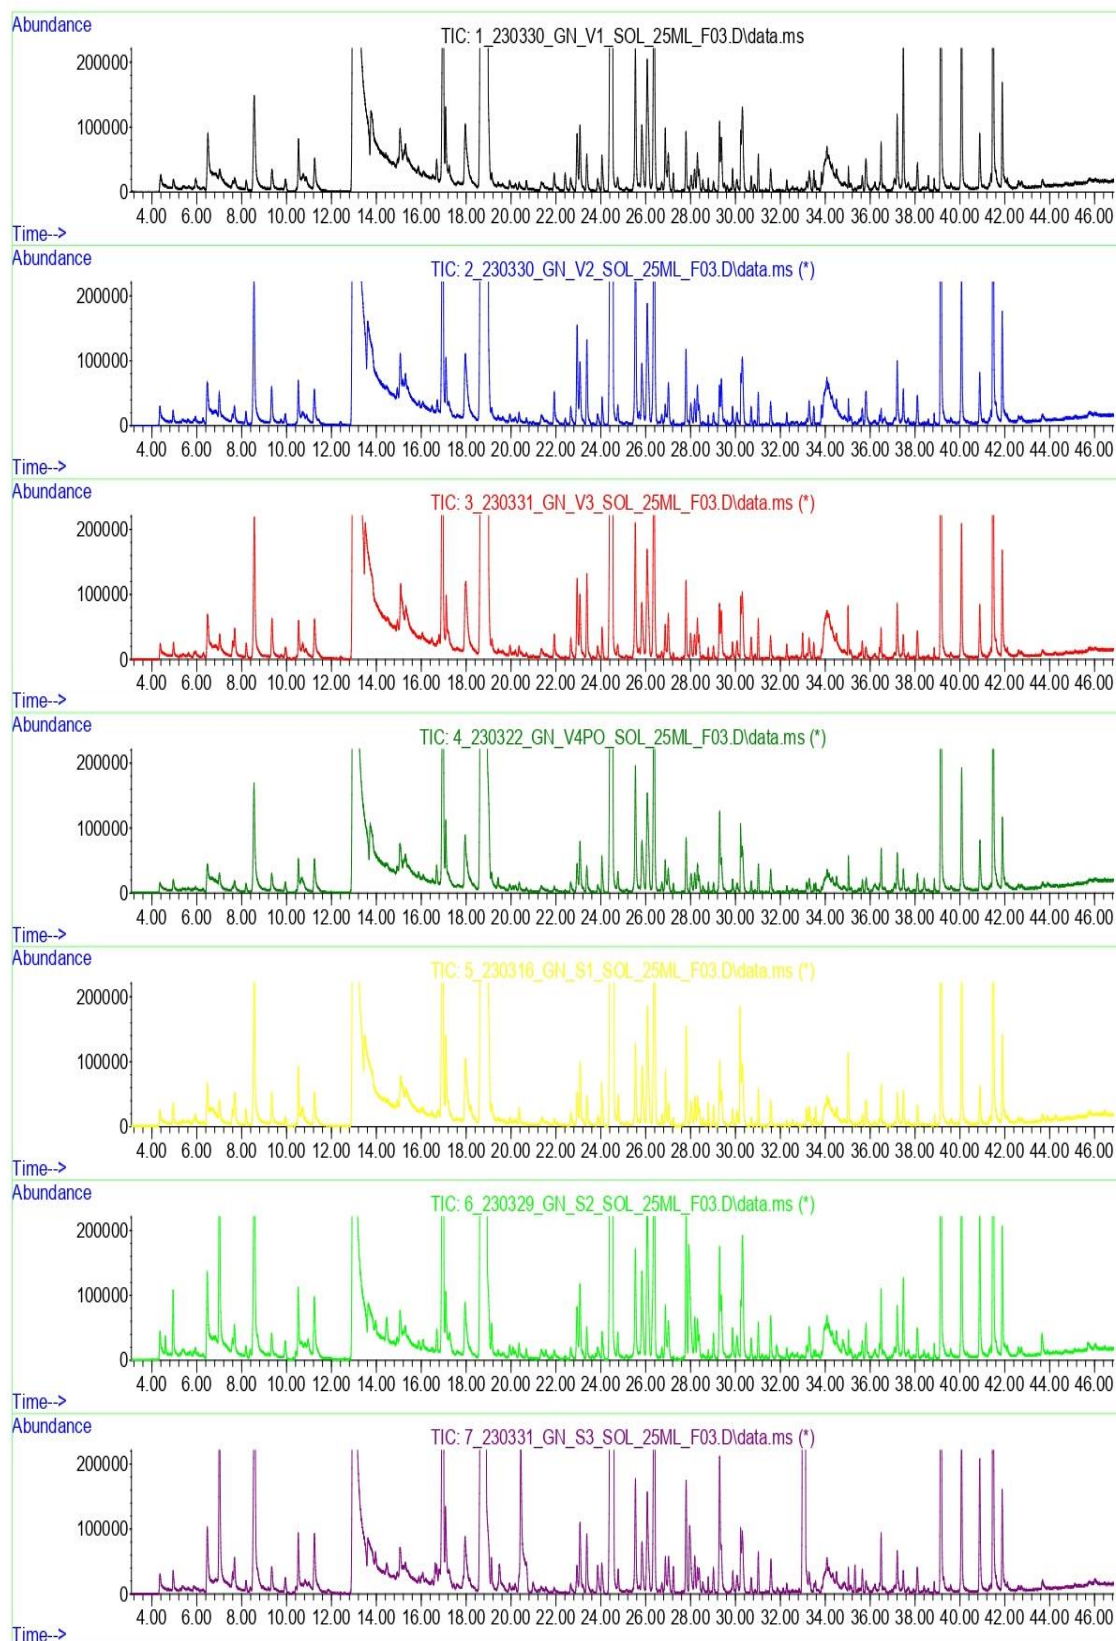 Abundance
TIC: 1_230330_GN_V1_SOL_25ML_F03.D\data.ms
200000
100000
0
4.00 6.00 8.00 10.00 12.00 14.00 16.00 18.00 20.00 22.00 24.00 26.00 28.00 30.00 32.00 34.00 36.00 38.00 40.00 42.00 44.00 46.00
Time-->
Abundance
TIC: 2_230330_GN_V2_SOL_25ML_F03.D\data.ms (*)
200000
100000
0
4.00 6.00 8.00 10.00 12.00 14.00 16.00 18.00 20.00 22.00 24.00 26.00 28.00 30.00 32.00 34.00 36.00 38.00 40.00 42.00 44.00 46.00
Time-->
Abundance
TIC: 3_230331_GN_V3_SOL_25ML_F03.D\data.ms (*)
200000
100000
0
4.00 6.00 8.00 10.00 12.00 14.00 16.00 18.00 20.00 22.00 24.00 26.00 28.00 30.00 32.00 34.00 36.00 38.00 40.00 42.00 44.00 46.00
Time-->
Abundance
TIC: 4_230322_GN_V4PO_SOL_25ML_F03.D\data.ms (*)
200000
100000
0
4.00 6.00 8.00 10.00 12.00 14.00 16.00 18.00 20.00 22.00 24.00 26.00 28.00 30.00 32.00 34.00 36.00 38.00 40.00 42.00 44.00 46.00
Time-->
Abundance
TIC: 5_230316_GN_S1_SOL_25ML_F03.D\data.ms (*)
200000
100000
0
4.00 6.00 8.00 10.00 12.00 14.00 16.00 18.00 20.00 22.00 24.00 26.00 28.00 30.00 32.00 34.00 36.00 38.00 40.00 42.00 44.00 46.00
Time-->
Abundance
TIC: 6_230329_GN_S2_SOL_25ML_F03.D\data.ms (*)
200000
100000
0
4.00 6.00 8.00 10.00 12.00 14.00 16.00 18.00 20.00 22.00 24.00 26.00 28.00 30.00 32.00 34.00 36.00 38.00 40.00 42.00 44.00 46.00
Time-->
Abundance
TIC: 7_230331_GN_S3_SOL_25ML_F03.D\data.ms (*)
200000
100000
0
4.00 6.00 8.00 10.00 12.00 14.00 16.00 18.00 20.00 22.00 24.00 26.00 28.00 30.00 32.00 34.00 36.00 38.00 40.00 42.00 44.00 46.00
Time-->